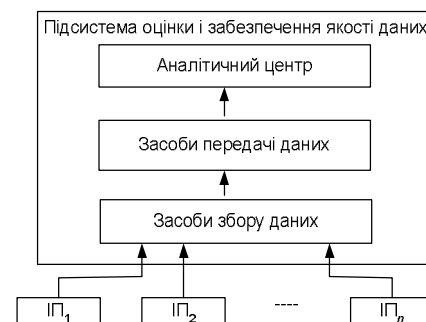 Підсистема оцінки і забезпечення якості даних
Аналітичний центр
Засоби передачі даних
Засоби збору даних
ІП1 ІП2 ---- ІПn